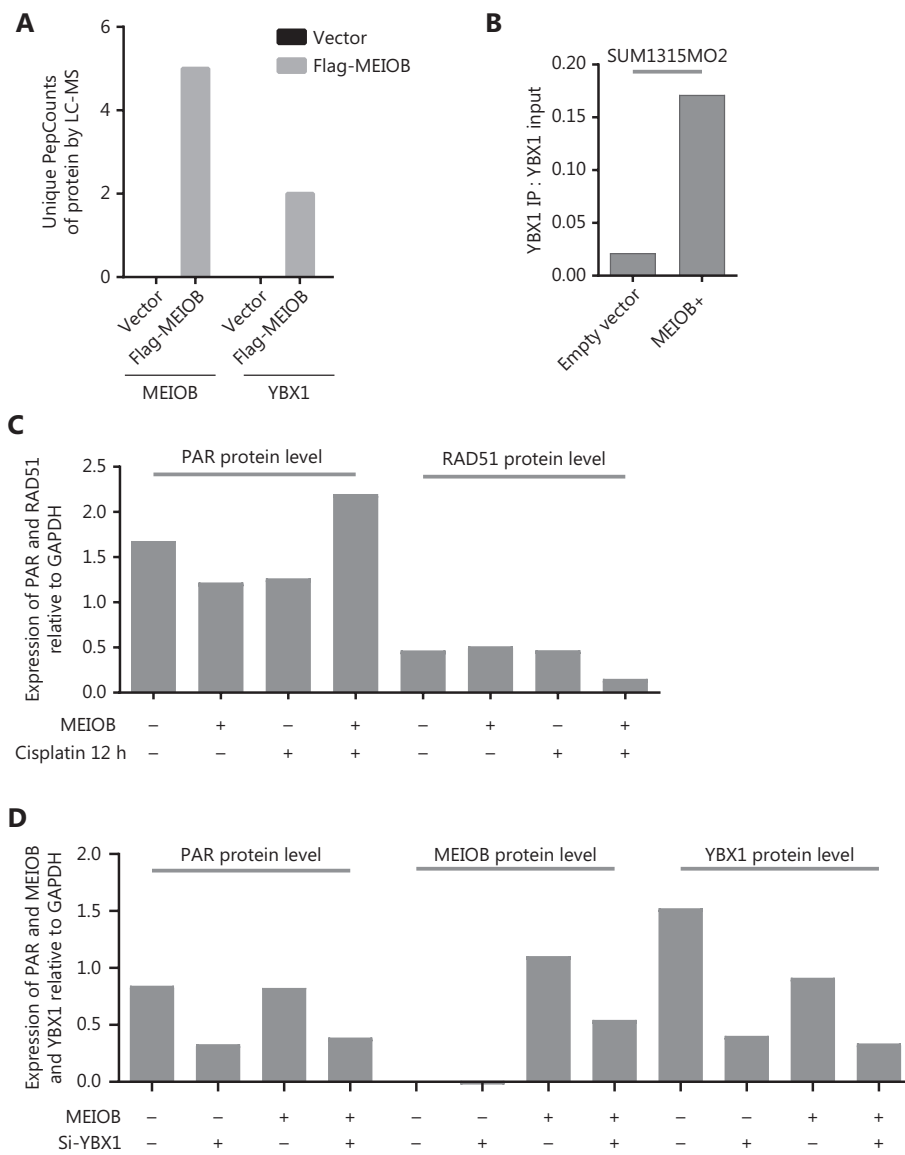 A
Unique PepCounts
of protein by LC-MS
6
4
2
0
Vector
Flag-MEIOB
Vector
Flag-MEIOB
Vector
Flag-MEIOB
MEIOB
YBX1
B
SUM1315MO2
YBX1 IP : YBX1 input
0.20
0.15
0.10
0.05
0.00
Empty vector
MEIOB+
C
PAR protein level
RAD51 protein level
Expression of PAR and RAD51
relative to GAPDH
2.5
2.0
1.5
1.0
0.5
0.0
MEIOB – + – + – + – +
Cisplatin 12 h – – + + – – + +
D
PAR protein level
MEIOB protein level
YBX1 protein level
Expression of PAR and MEIOB
and YBX1 relative to GAPDH
2.0
1.5
1.0
0.5
0.0
MEIOB – – + + – – + + – – + +
Si-YBX1 – + – + – + – + – + – +